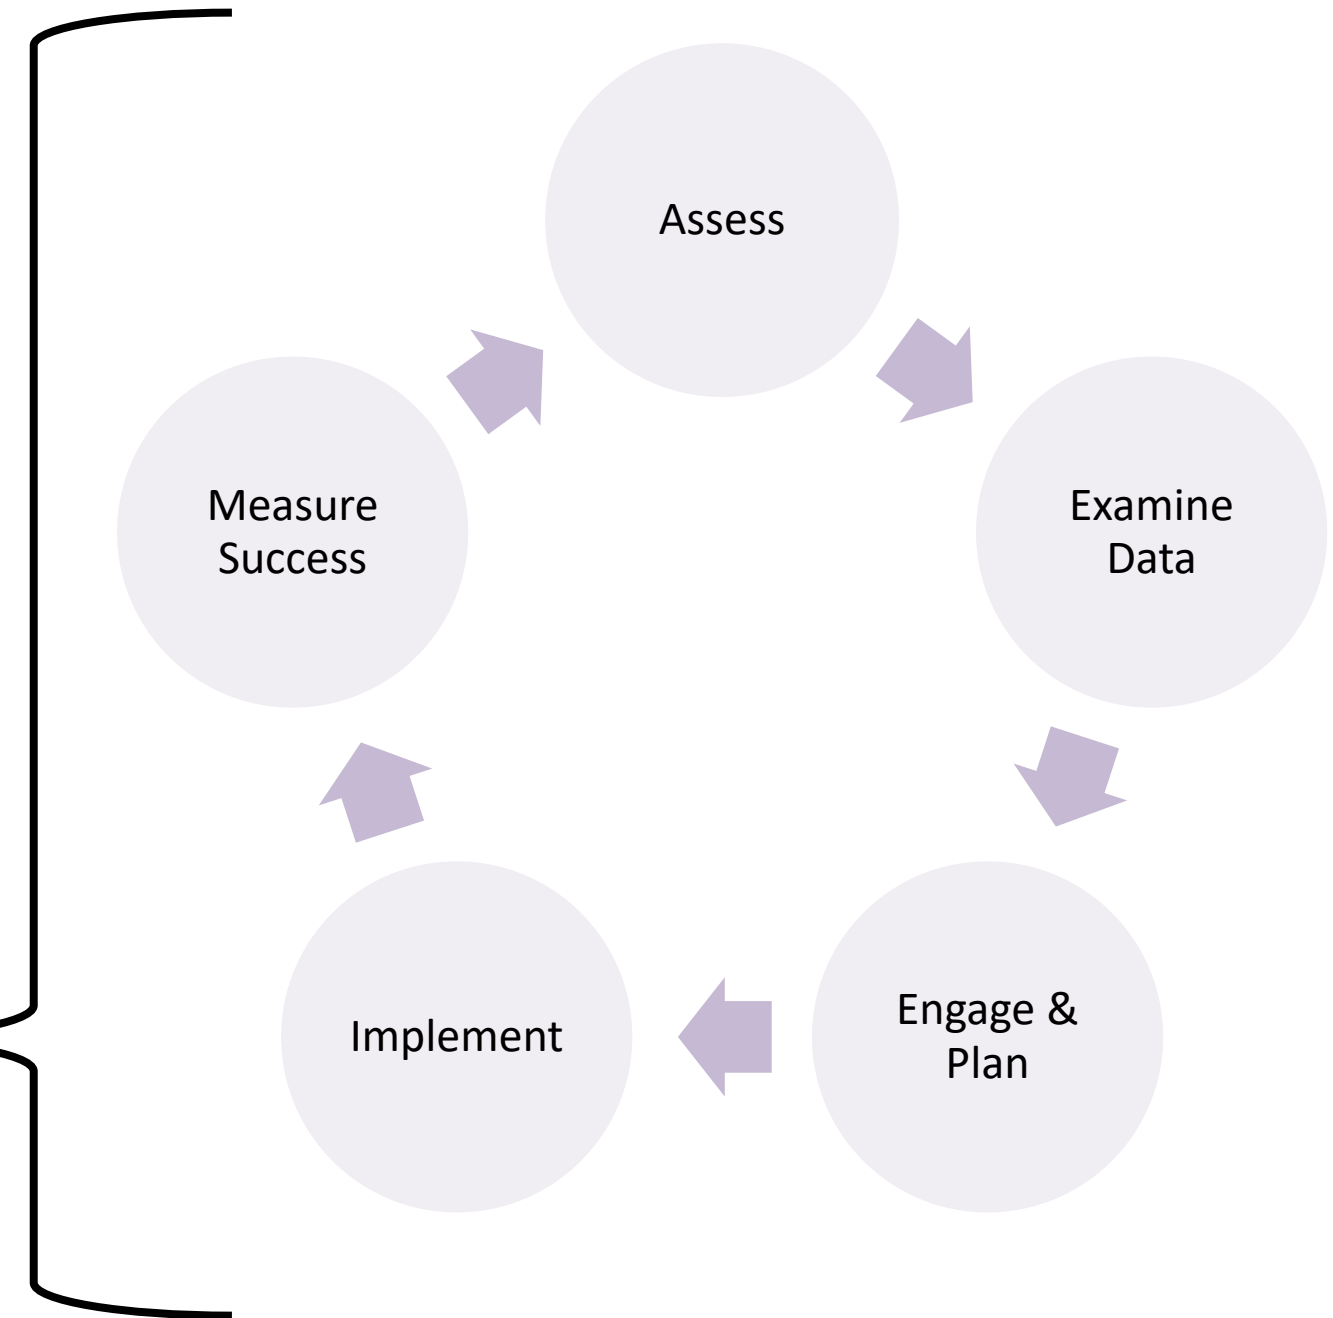 Assess
Examine
Data
Engage &
Plan
Implement
Measure
Success